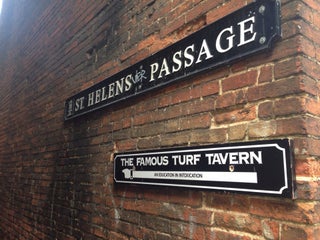 ST HELENS PASSAGE
THE FAMOUS TURF TAVERN
AN EDUCATION IN INTOXICATION